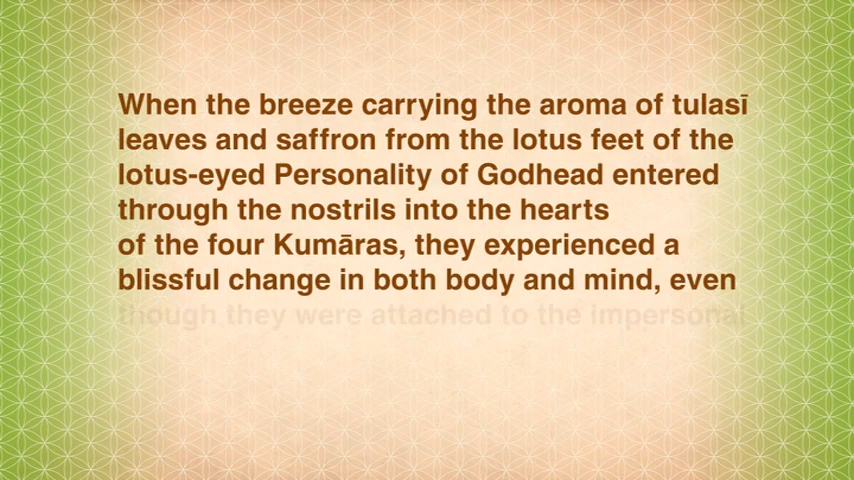 When the breeze carrying the aroma of tulasī
leaves and saffron from the lotus feet of the
lotus-eyed Personality of Godhead entered
through the nostrils into the hearts
of the four Kumāras, they experienced a
blissful change in both body and mind, even
though they were attached to the impersonal